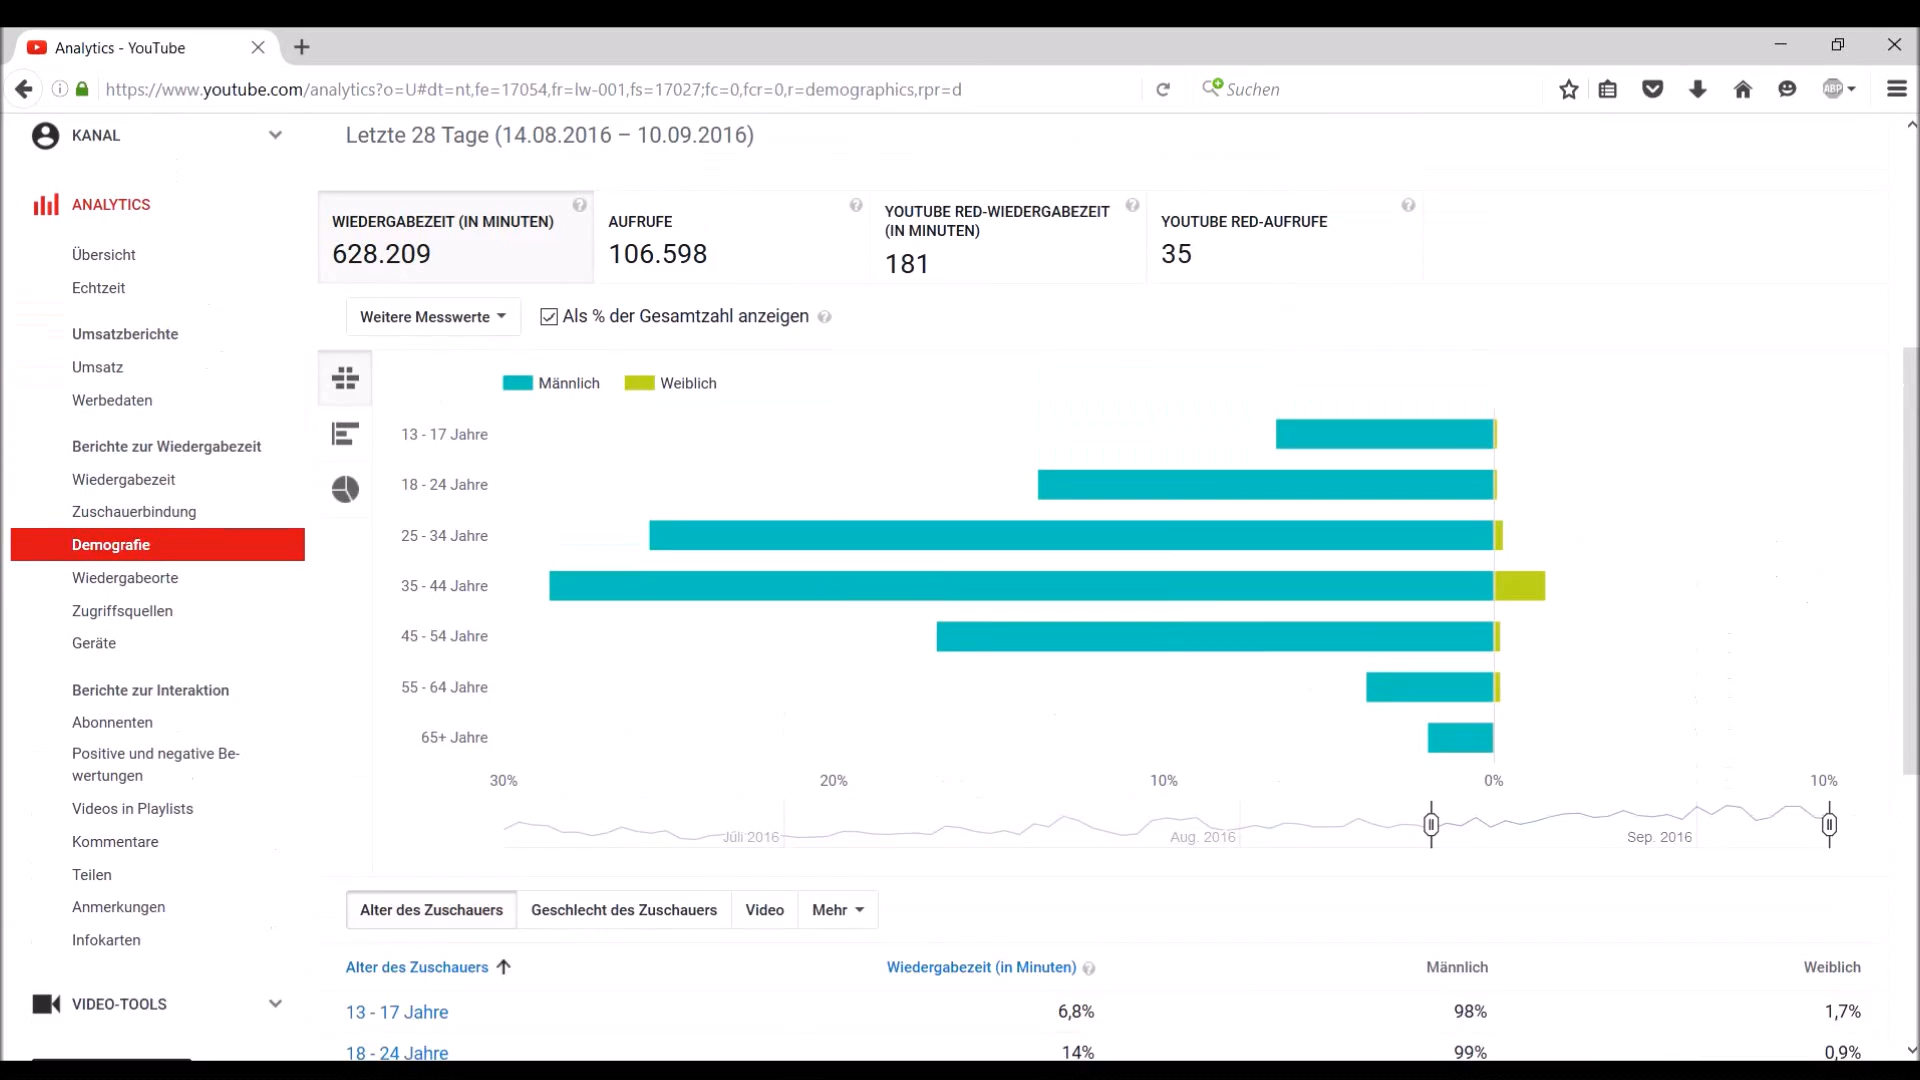 Analytics - YouTube
https://www.youtube.com/analytics?o=U#dt=nt,fe=17054,fr=lw-001,fs=17027;fc=0,fcr=0,r=demographics,rpr=d
Suchen
ABP
KANAL
Letzte 28 Tage (14.08.2016 – 10.09.2016)
ANALYTICS
Übersicht
Echtzeit
Umsatzberichte
Umsatz
Werbedaten
Berichte zur Wiedergabezeit
Wiedergabezeit
Zuschauerbindung
Demografie
Wiedergabeorte
Zugriffsquellen
Geräte
Berichte zur Interaktion
Abonnenten
Positive und negative Be-
wertungen
Videos in Playlists
Kommentare
Teilen
Anmerkungen
Infokarten
VIDEO-TOOLS
WIEDERGABEZEIT (IN MINUTEN)
628.209
AUFRUFE
106.598
YOUTUBE RED-WIEDERGABEZEIT
(IN MINUTEN)
181
YOUTUBE RED-AUFRUFE
35
Weitere Messwerte
Als % der Gesamtzahl anzeigen
Männlich Weiblich
13 - 17 Jahre
18 - 24 Jahre
25 - 34 Jahre
35 - 44 Jahre
45 - 54 Jahre
55 - 64 Jahre
65+ Jahre
30% 20% 10% 0% 10%
Juli 2016 Aug. 2016 Sep. 2016
Alter des Zuschauers Geschlecht des Zuschauers Video Mehr
Alter des Zuschauers Wiedergabezeit (in Minuten) Männlich Weiblich
13 - 17 Jahre 6,8% 98% 1,7%
18 - 24 Jahre 14% 99% 0,9%